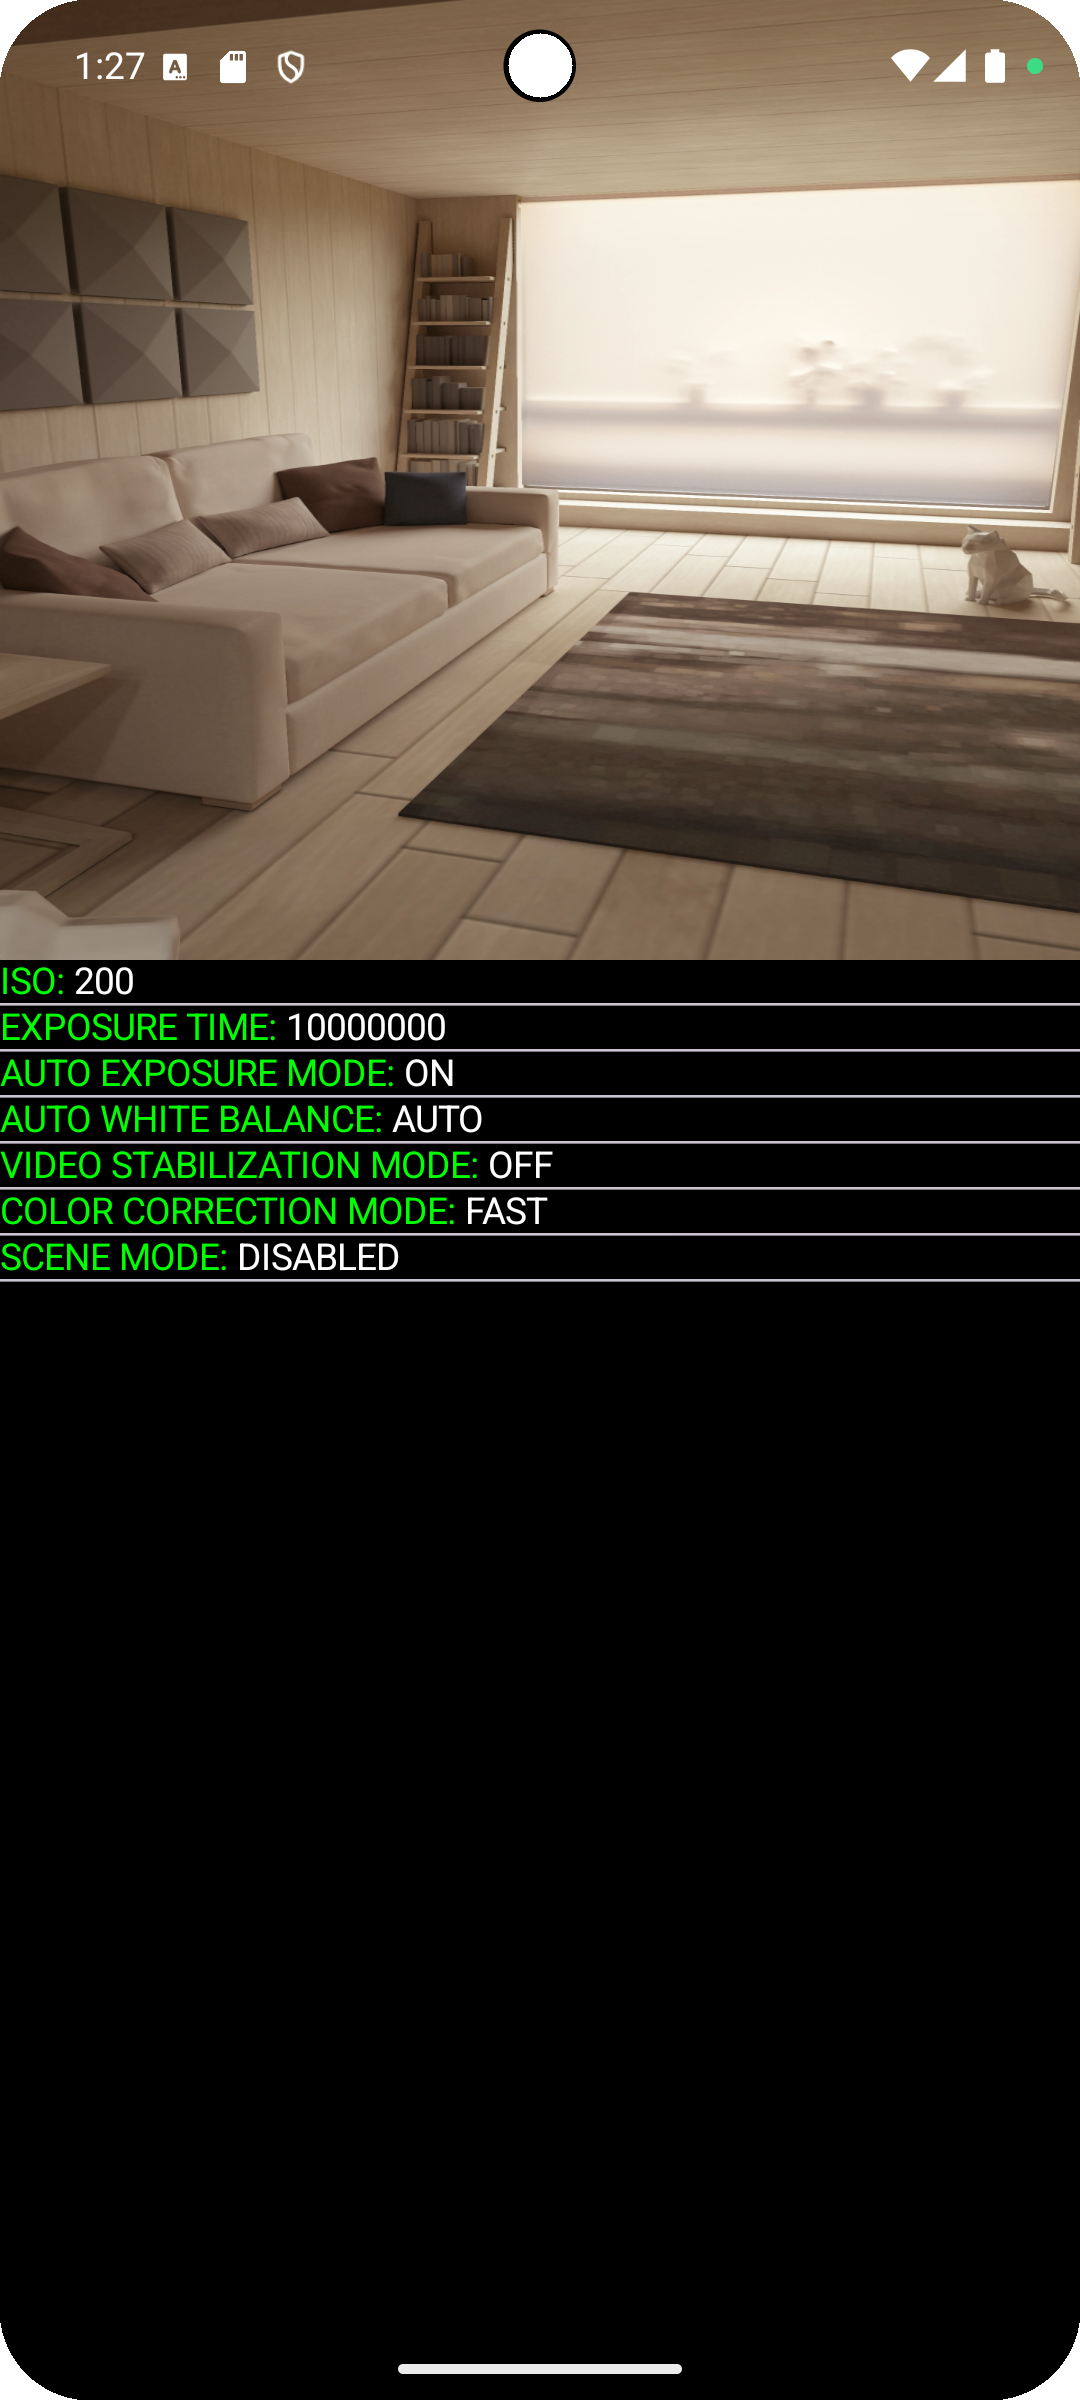 1:27
ISO: 200
EXPOSURE TIME: 10000000
AUTO EXPOSURE MODE: ON
AUTO WHITE BALANCE: AUTO
VIDEO STABILIZATION MODE: OFF
COLOR CORRECTION MODE: FAST
SCENE MODE: DISABLED